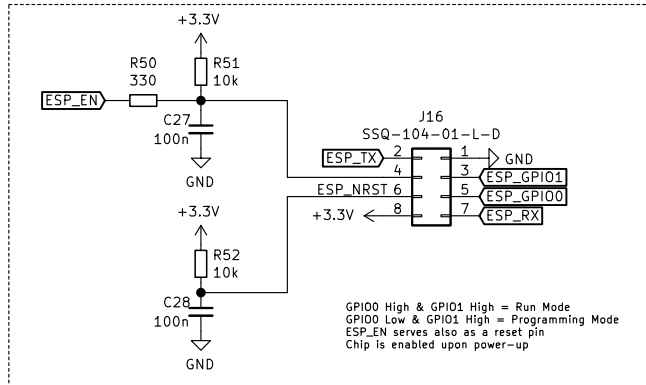 +3.3V
R50
330
R51
10k
ESP_EN
C27
100n
GND
J16
SSQ-104-01-L-D
ESP_TX 2
1 GND
4
3 ESP_GPIO1
ESP_NRST 6
5 ESP_GPIO0
+3.3V 8
7 ESP_RX
+3.3V
R52
10k
C28
100n
GND
GPIO0 High & GPIO1 High = Run Mode
GPIO0 Low & GPIO1 High = Programming Mode
ESP_EN serves also as a reset pin
Chip is enabled upon power-up